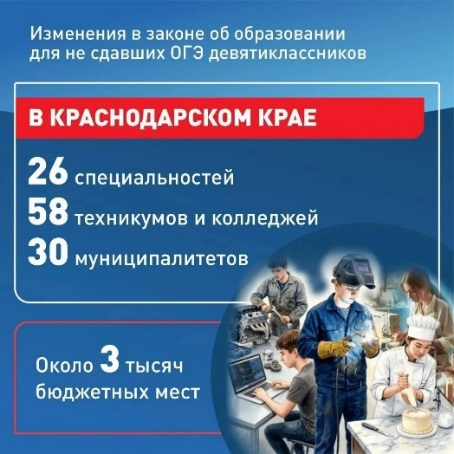 Изменения в законе об образовании
для не сдавших ОГЭ девятиклассников
В КРАСНОДАРСКОМ КРАЕ
26 специальностей
58 техникумов и колледжей
30 муниципалитетов
Около 3 тысяч
бюджетных мест